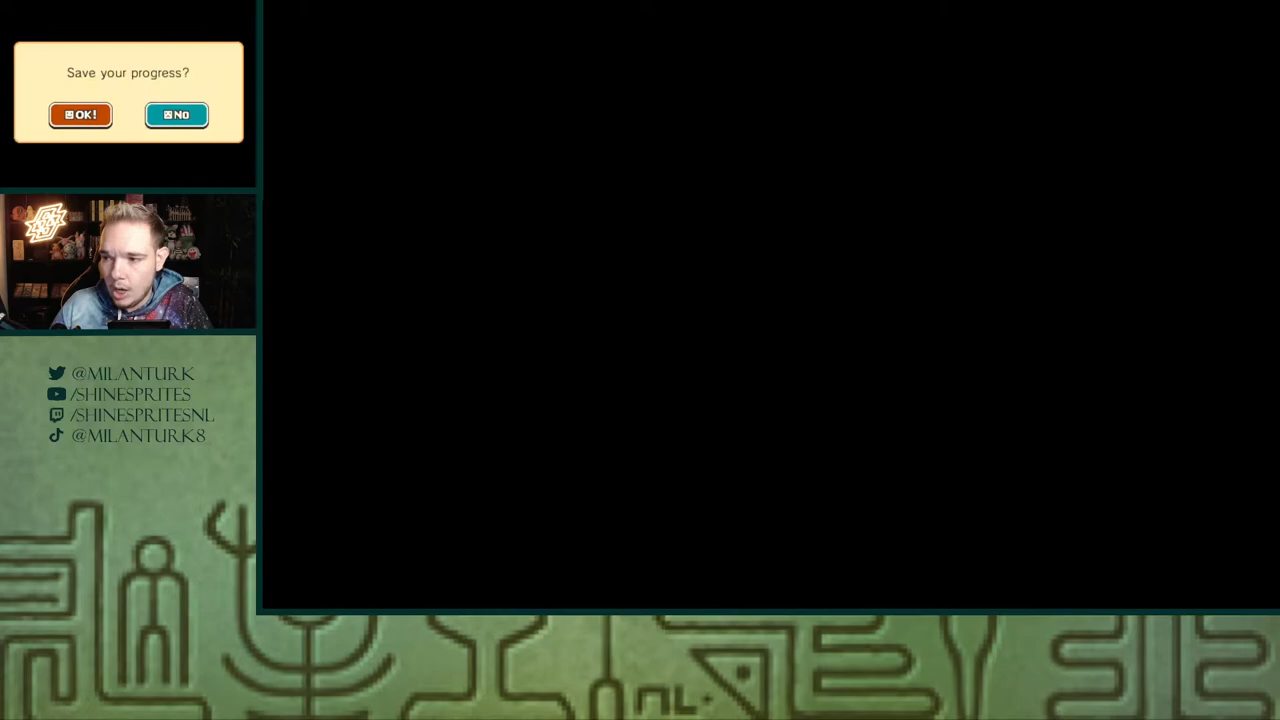 Save your progress?
OK!
NO
@MILANTURK
/SHINESPRITES
/SHINESPRITESNL
@MILANTURK8